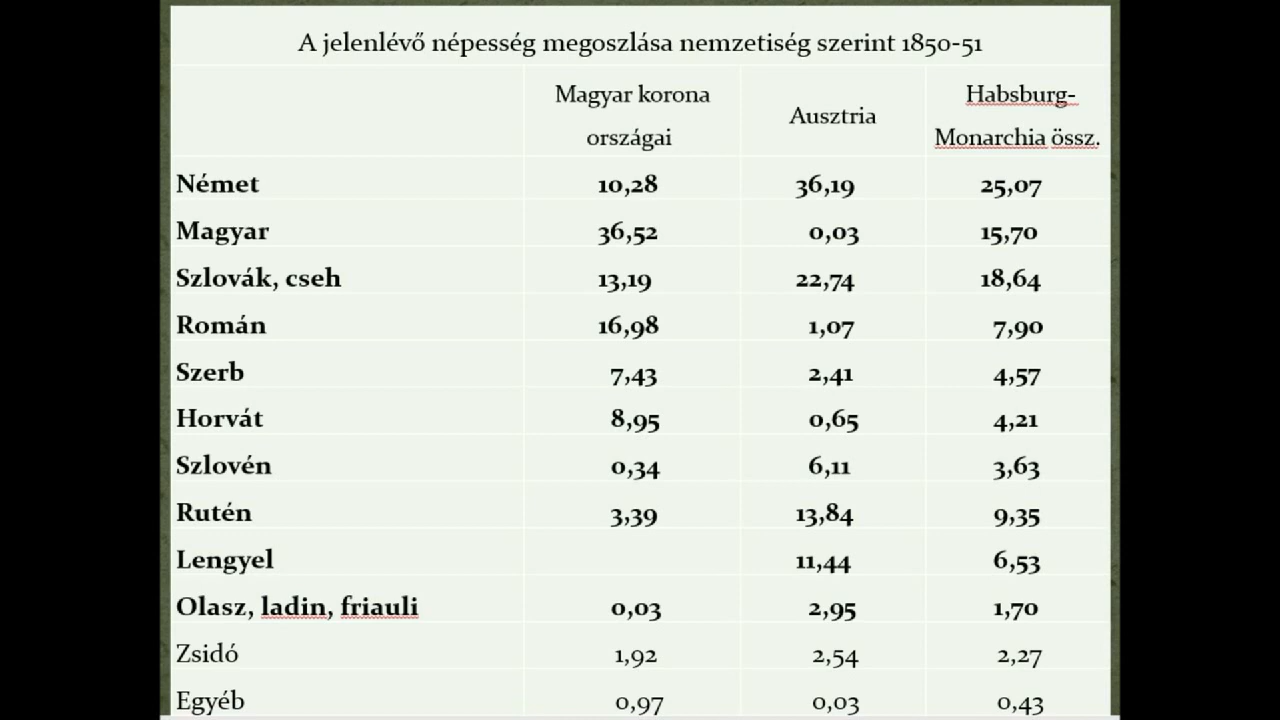 A jelenlévő népesség megoszlása nemzetiség szerint 1850-51
Magyar korona országai Ausztria Habsburg-Monarchia össz.
Német 10,28 36,19 25,07
Magyar 36,52 0,03 15,70
Szlovák, cseh 13,19 22,74 18,64
Román 16,98 1,07 7,90
Szerb 7,43 2,41 4,57
Horvát 8,95 0,65 4,21
Szlovén 0,34 6,11 3,63
Rutén 3,39 13,84 9,35
Lengyel 11,44 6,53
Olasz, ladin, friauli 0,03 2,95 1,70
Zsidó 1,92 2,54 2,27
Egyéb 0,97 0,03 0,43